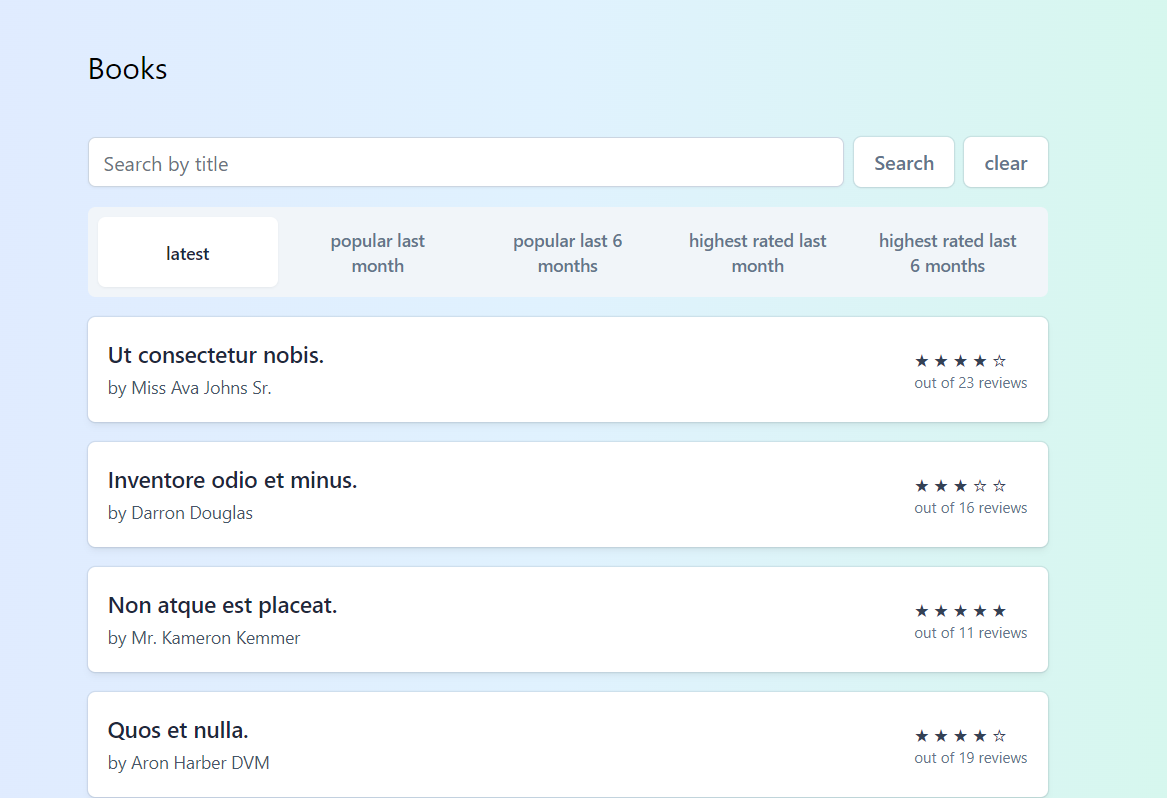 Books
Search by title
Search
clear
latest
popular last
month
popular last 6
months
highest rated last
month
highest rated last
6 months
Ut consectetur nobis.
by Miss Ava Johns Sr.
★ ★ ★ ★ ☆
out of 23 reviews
Inventore odio et minus.
by Darron Douglas
★ ★ ★ ☆ ☆
out of 16 reviews
Non atque est placeat.
by Mr. Kameron Kemmer
★ ★ ★ ★ ★
out of 11 reviews
Quos et nulla.
by Aron Harber DVM
★ ★ ★ ★ ☆
out of 19 reviews